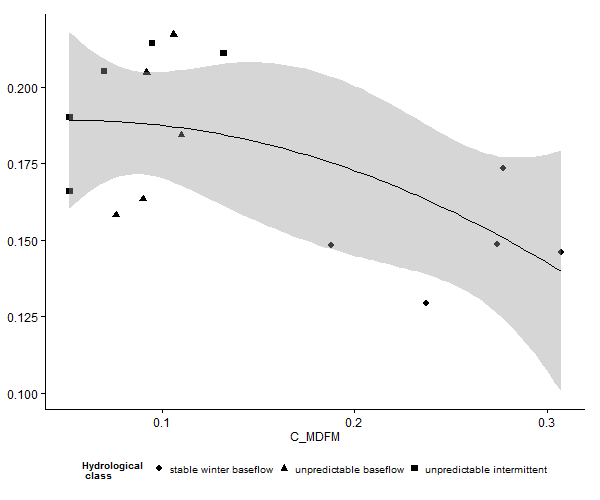 0.200
0.175
0.150
0.125
0.100
0.1 0.2 0.3
C_MDFM
Hydrological
class
stable winter baseflow unpredictable baseflow unpredictable intermittent